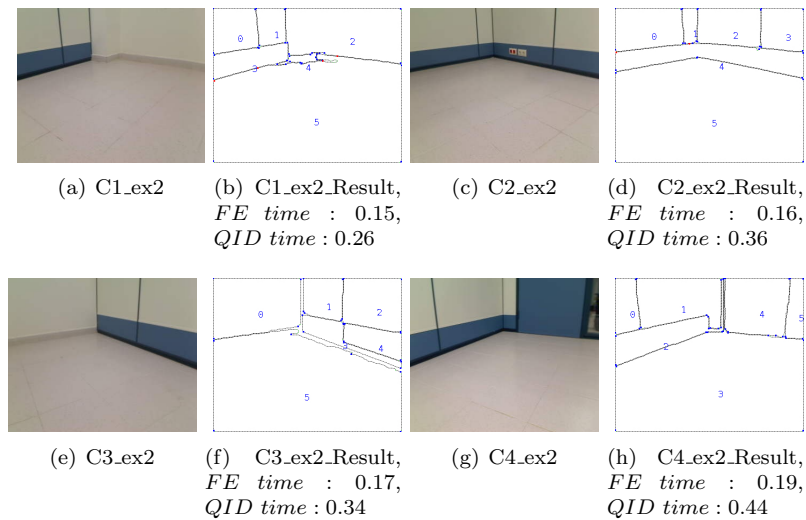 0 1 2 3 4 5
0 1 3 4 5
(a) C1_ex2
(b) C1_ex2_Result,
FE time : 0.15,
QID time : 0.26
(c) C2_ex2
(d) C2_ex2_Result,
FE time : 0.16,
QID time : 0.36
0 1 2 3 4 5
0 1 4 5 2 3
(e) C3_ex2
(f) C3_ex2_Result,
FE time : 0.17,
QID time : 0.34
(g) C4_ex2
(h) C4_ex2_Result,
FE time : 0.19,
QID time : 0.44